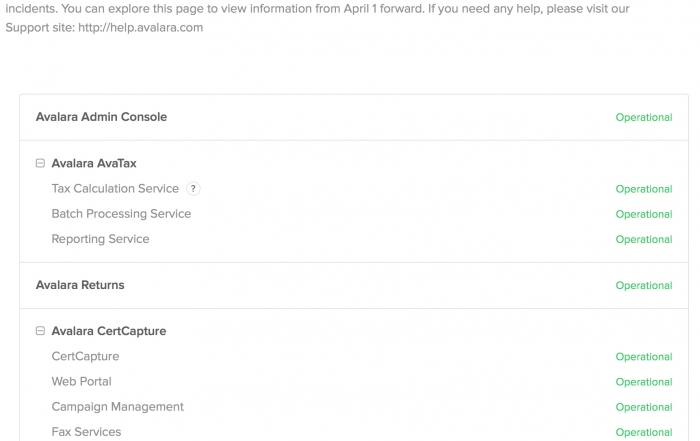 incidents. You can explore this page to view information from April 1 forward. If you need any help, please visit our
Support site: http://help.avalara.com
Avalara Admin Console Operational
Avalara AvaTax
Tax Calculation Service ? Operational
Batch Processing Service Operational
Reporting Service Operational
Avalara Returns Operational
Avalara CertCapture
CertCapture Operational
Web Portal Operational
Campaign Management Operational
Fax Services Operational